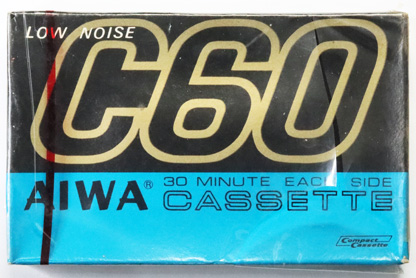 LOW NOISE
C60
AIWA® 30 MINUTE EACH SIDE
CASSETTE
Compact
Cassette